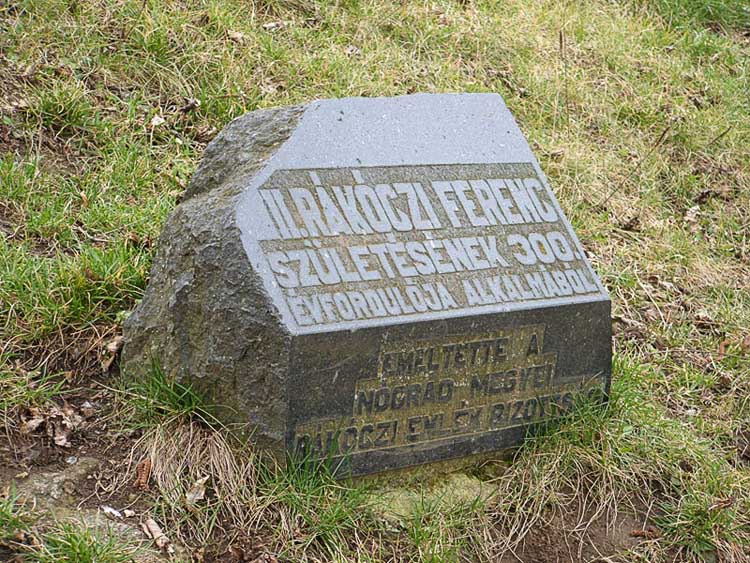 II. RÁKÓCZI FERENC
SZÜLETÉSÉNEK 300.
ÉVFORDULÓJA ALKALMÁBÓL
EMELTETTE A
NÓGRÁD MEGYEI
RÁKÓCZI EMLÉK BIZOTTSÁG